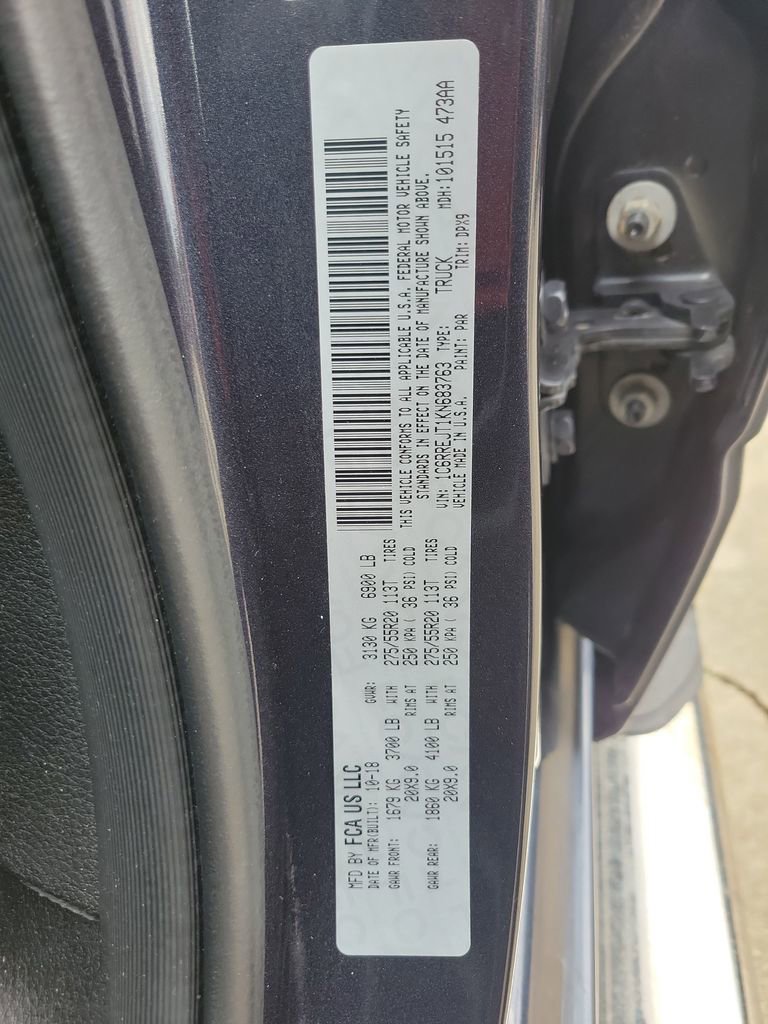 MFD BY FCA US LLC
DATE OF MFR(BUILT): 10-18 GVWR: 3130 KG 6900 LB
GAWR FRONT: 1679 KG 3700 LB WITH 275/55R20 113T TIRES
20X9.0 RIMS AT 250 KPA ( 36 PSI) COLD
GAWR REAR: 1860 KG 4100 LB WITH 275/55R20 113T TIRES
20X9.0 RIMS AT 250 KPA ( 36 PSI) COLD
THIS VEHICLE CONFORMS TO ALL APPLICABLE U.S.A. FEDERAL MOTOR VEHICLE SAFETY
STANDARDS IN EFFECT ON THE DATE OF MANUFACTURE SHOWN ABOVE.
VIN: 1C6RREJT1KN683763 TYPE: TRUCK MDH: 101515 473AA
VEHICLE MADE IN U.S.A. PAINT: PAR TRIM: DPX9